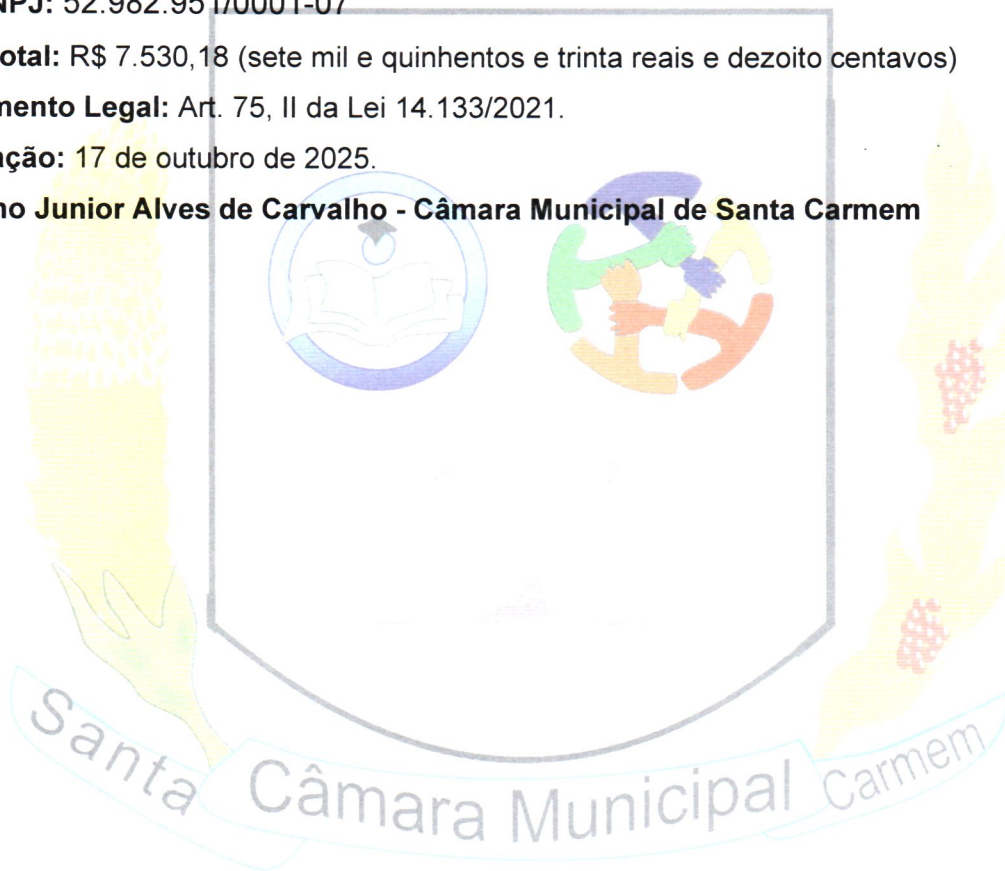 NPJ: 52.982.951/0001-07
otal: R$ 7.530,18 (sete mil e quinhentos e trinta reais e dezoito centavos)
mento Legal: Art. 75, II da Lei 14.133/2021.
ação: 17 de outubro de 2025.
no Junior Alves de Carvalho - Câmara Municipal de Santa Carmem
Santa Câmara Municipal Carmem